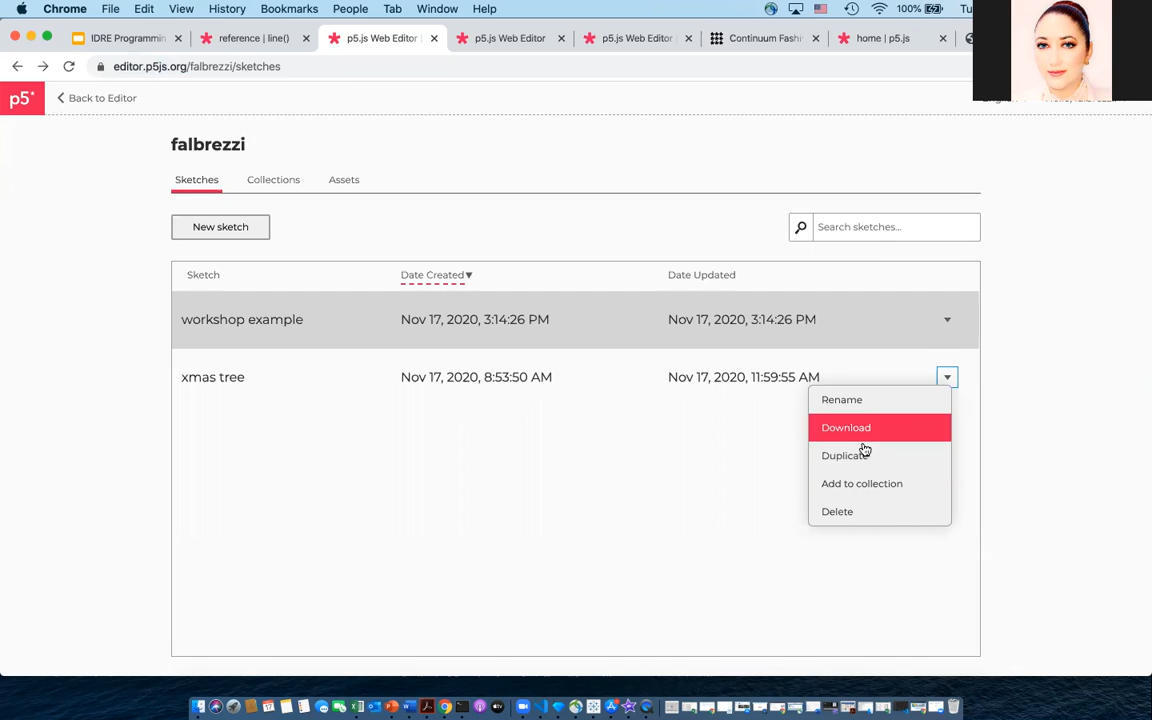 Chrome File Edit View History Bookmarks People Tab Window Help 100% Tu
IDRE Programmin
reference | line()
p5.js Web Editor |
p5.js Web Editor
p5.js Web Editor |
Continuum Fashi
home | p5.js
editor.p5js.org/falbrezzi/sketches
p5* Back to Editor
falbrezzi
Sketches Collections Assets
New sketch
Search sketches...
Sketch Date Created Date Updated
workshop example Nov 17, 2020, 3:14:26 PM Nov 17, 2020, 3:14:26 PM
xmas tree Nov 17, 2020, 8:53:50 AM Nov 17, 2020, 11:59:55 AM
Rename
Download
Duplicate
Add to collection
Delete